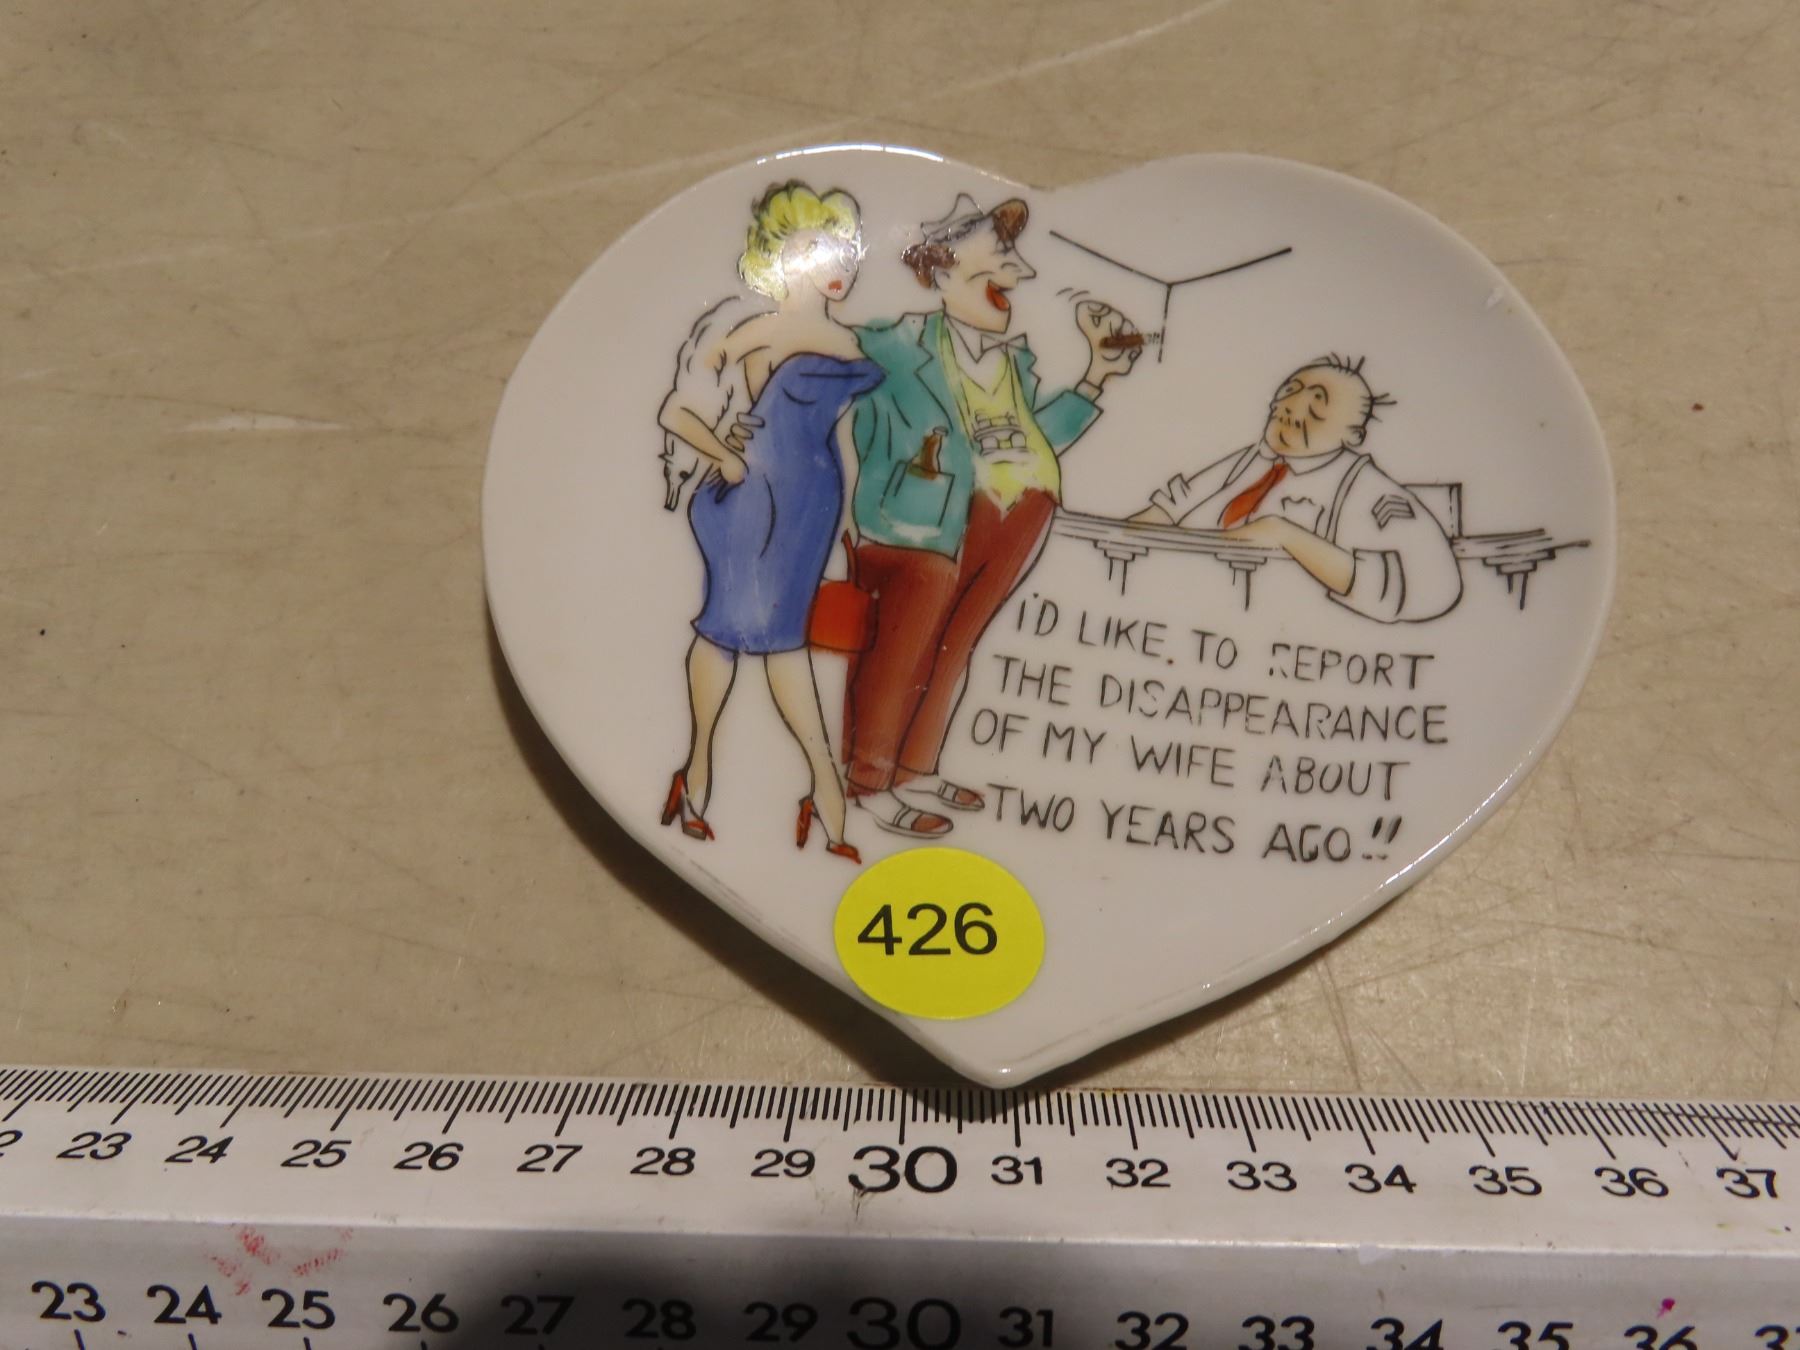 I'D LIKE TO REPORT
THE DISAPPEARANCE
OF MY WIFE ABOUT
TWO YEARS AGO!!
426
23 24 25 26 27 28 29 30 31 32 33 34 35 36 37
23 24 25 26 27 28 29 30 31 32 33 34 35 36